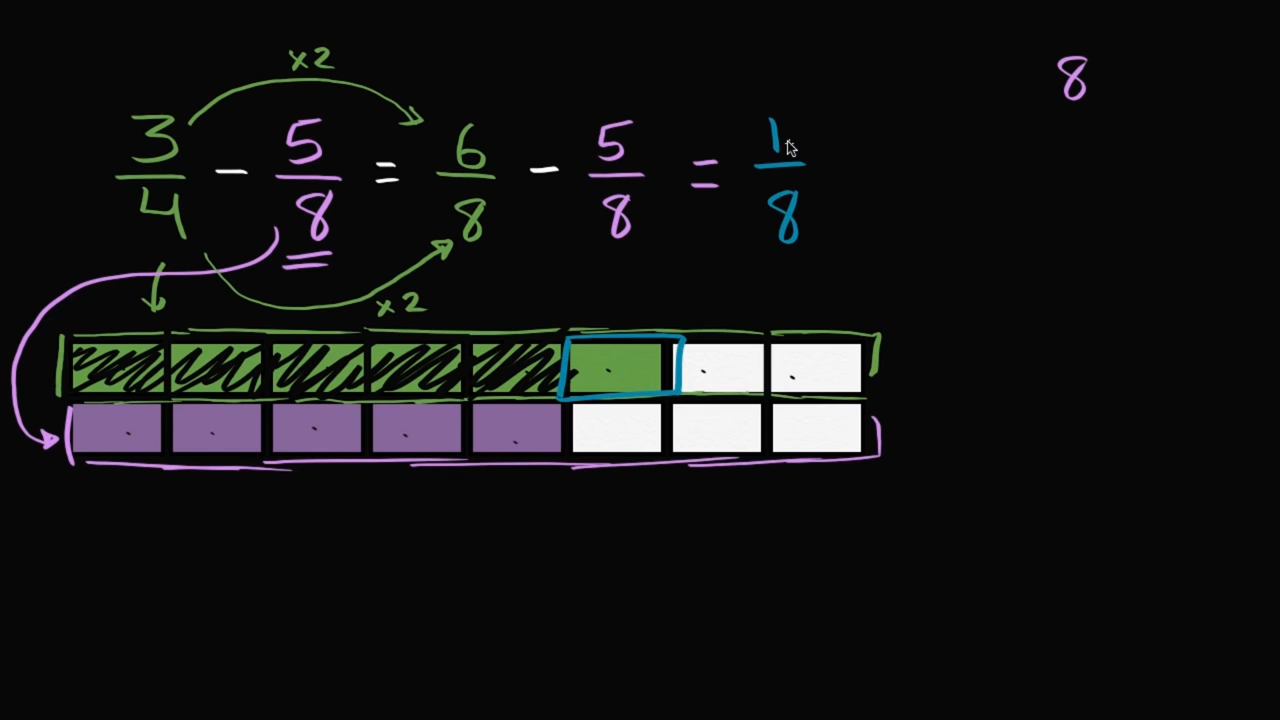 8
×2
3/4 - 5/8 = 6/8 - 5/8 = 1/8
×2